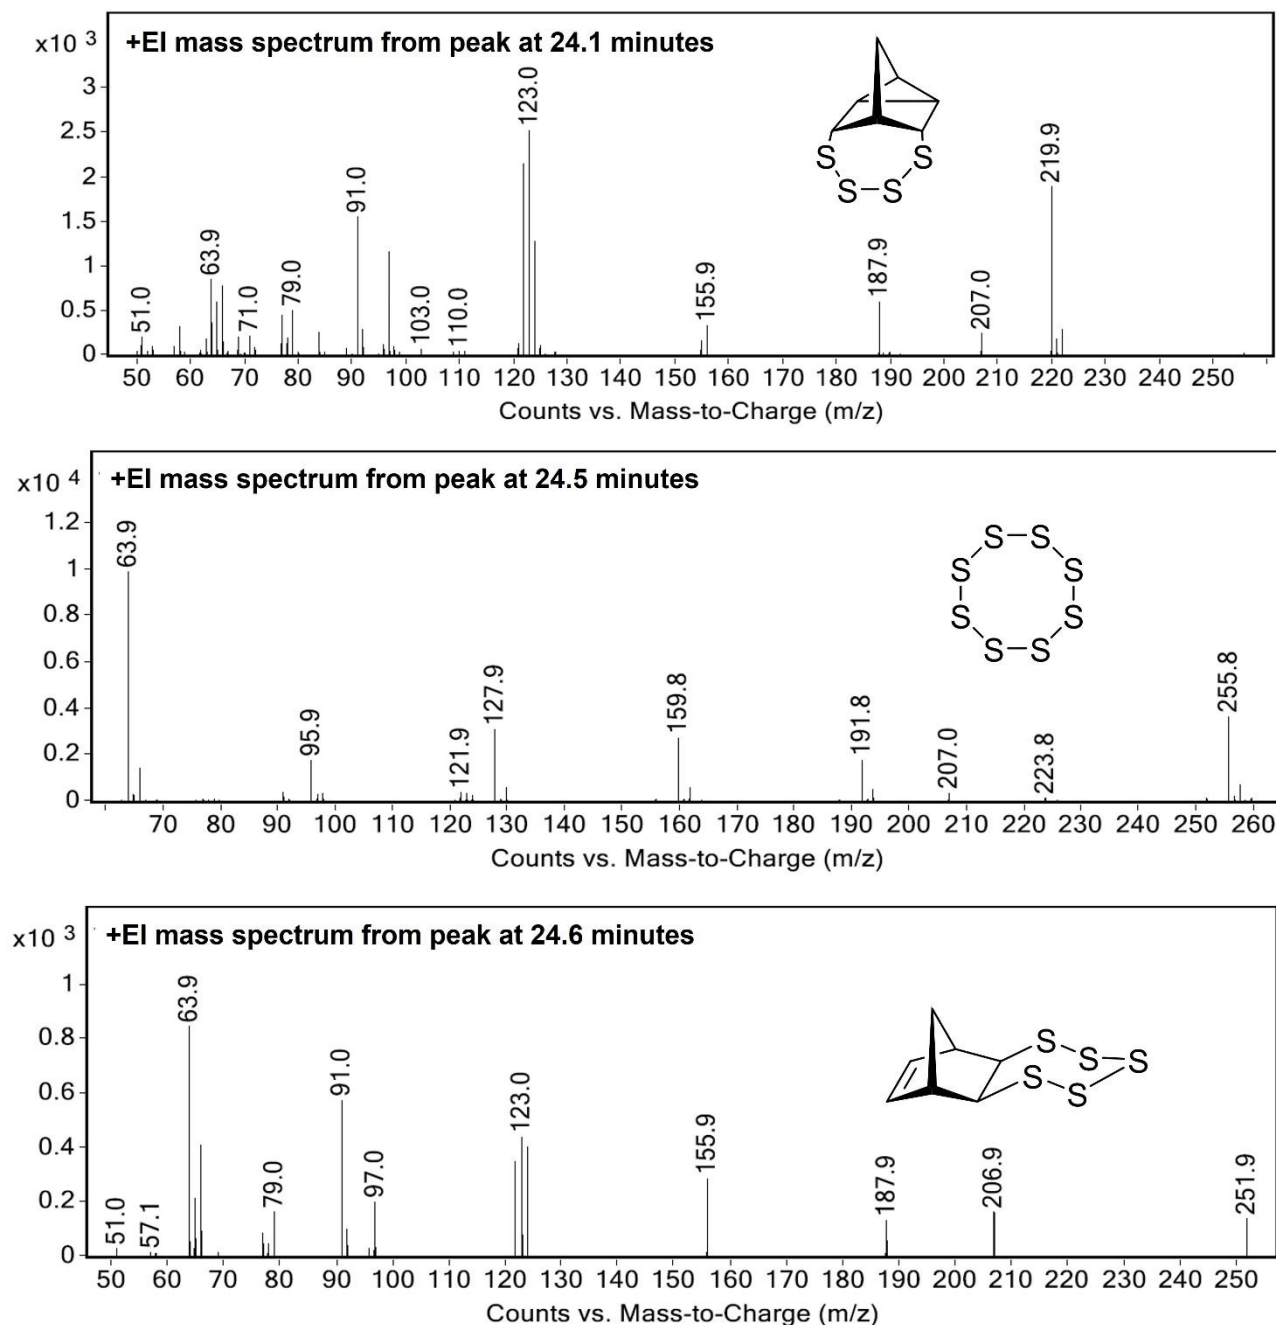 +EI mass spectrum from peak at 24.1 minutes
x10 3
3
2.5
2
1.5
1
0.5
0
51.0
63.9
71.0
79.0
91.0
103.0
110.0
123.0
155.9
187.9
207.0
219.9
S S
S S
50 60 70 80 90 100 110 120 130 140 150 160 170 180 190 200 210 220 230 240 250
Counts vs. Mass-to-Charge (m/z)
+EI mass spectrum from peak at 24.5 minutes
x10 4
1.2
1
0.8
0.6
0.4
0.2
0
63.9
95.9
121.9
127.9
159.8
191.8
207.0
223.8
255.8
S S
S S
S S
S S
70 80 90 100 110 120 130 140 150 160 170 180 190 200 210 220 230 240 250 260
Counts vs. Mass-to-Charge (m/z)
+EI mass spectrum from peak at 24.6 minutes
x10 3
1
0.8
0.6
0.4
0.2
0
51.0
57.1
63.9
79.0
91.0
97.0
123.0
155.9
187.9
206.9
251.9
S S S
S S
50 60 70 80 90 100 110 120 130 140 150 160 170 180 190 200 210 220 230 240 250
Counts vs. Mass-to-Charge (m/z)